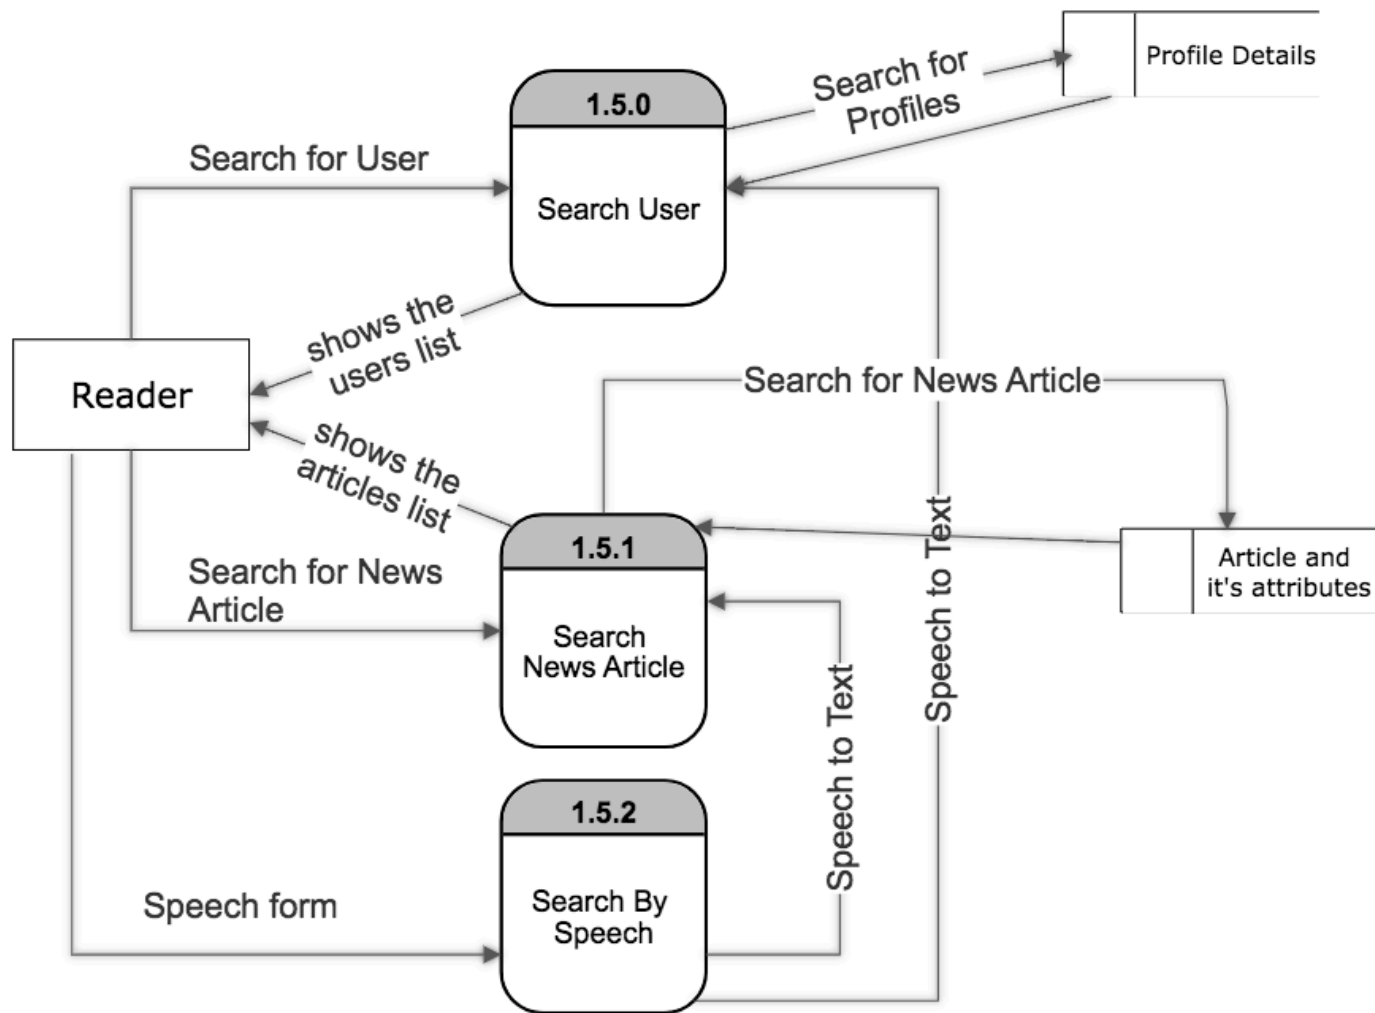 Search for
Profiles
Profile Details
1.5.0
Search User
Search for User
shows the
users list
Reader
Search for News Article
shows the
articles list
1.5.1
Search
News Article
Search for News
Article
Article and
it's attributes
Speech to Text
Speech to Text
1.5.2
Search By
Speech
Speech form